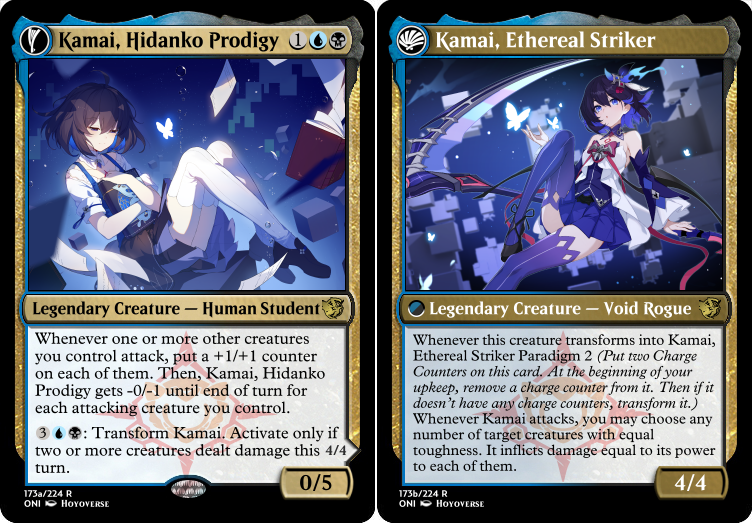 Kamai, Hidanko Prodigy 1
Legendary Creature — Human Student
Whenever one or more other creatures
you control attack, put a +1/+1 counter
on each of them. Then, Kamai, Hidanko
Prodigy gets -0/-1 until end of turn for
each attacking creature you control.
3: Transform Kamai. Activate only if
two or more creatures dealt damage this
turn.
4/4
0/5
173a/224 R
ONI Hoyoverse
Kamai, Ethereal Striker
Legendary Creature — Void Rogue
Whenever this creature transforms into Kamai,
Ethereal Striker Paradigm 2 (Put two Charge
Counters on this card. At the beginning of your
upkeep, remove a charge counter from it. Then if it
doesn't have any charge counters, transform it.)
Whenever Kamai attacks, you may choose any
number of target creatures with equal
toughness. It inflicts damage equal to its power
to each of them.
4/4
173b/224 R
ONI Hoyoverse